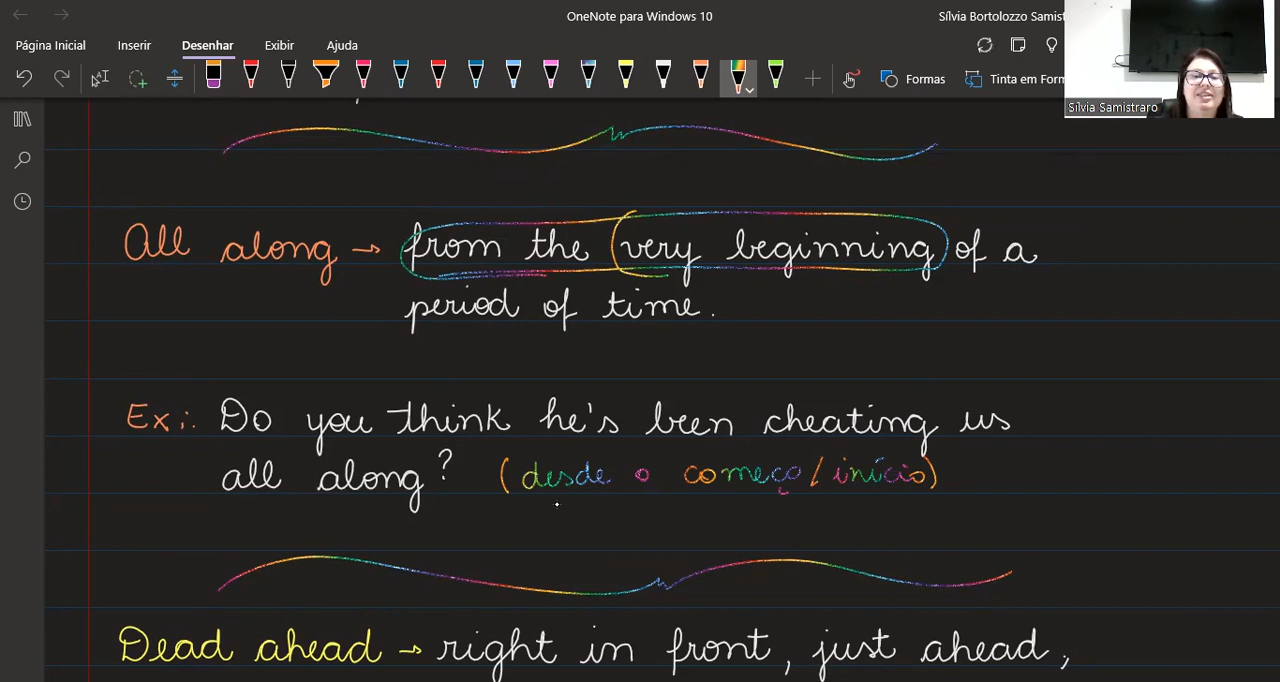 OneNote para Windows 10
Sílvia Bortolozzo Samist
Página Inicial Inserir Desenhar Exibir Ajuda
Formas Tinta em Form
Sílvia Samistraro
All along → from the very beginning of a
period of time.
Ex.: Do you think he's been cheating us
all along? (desde o começo/início)
Dead ahead → right in front, just ahead,